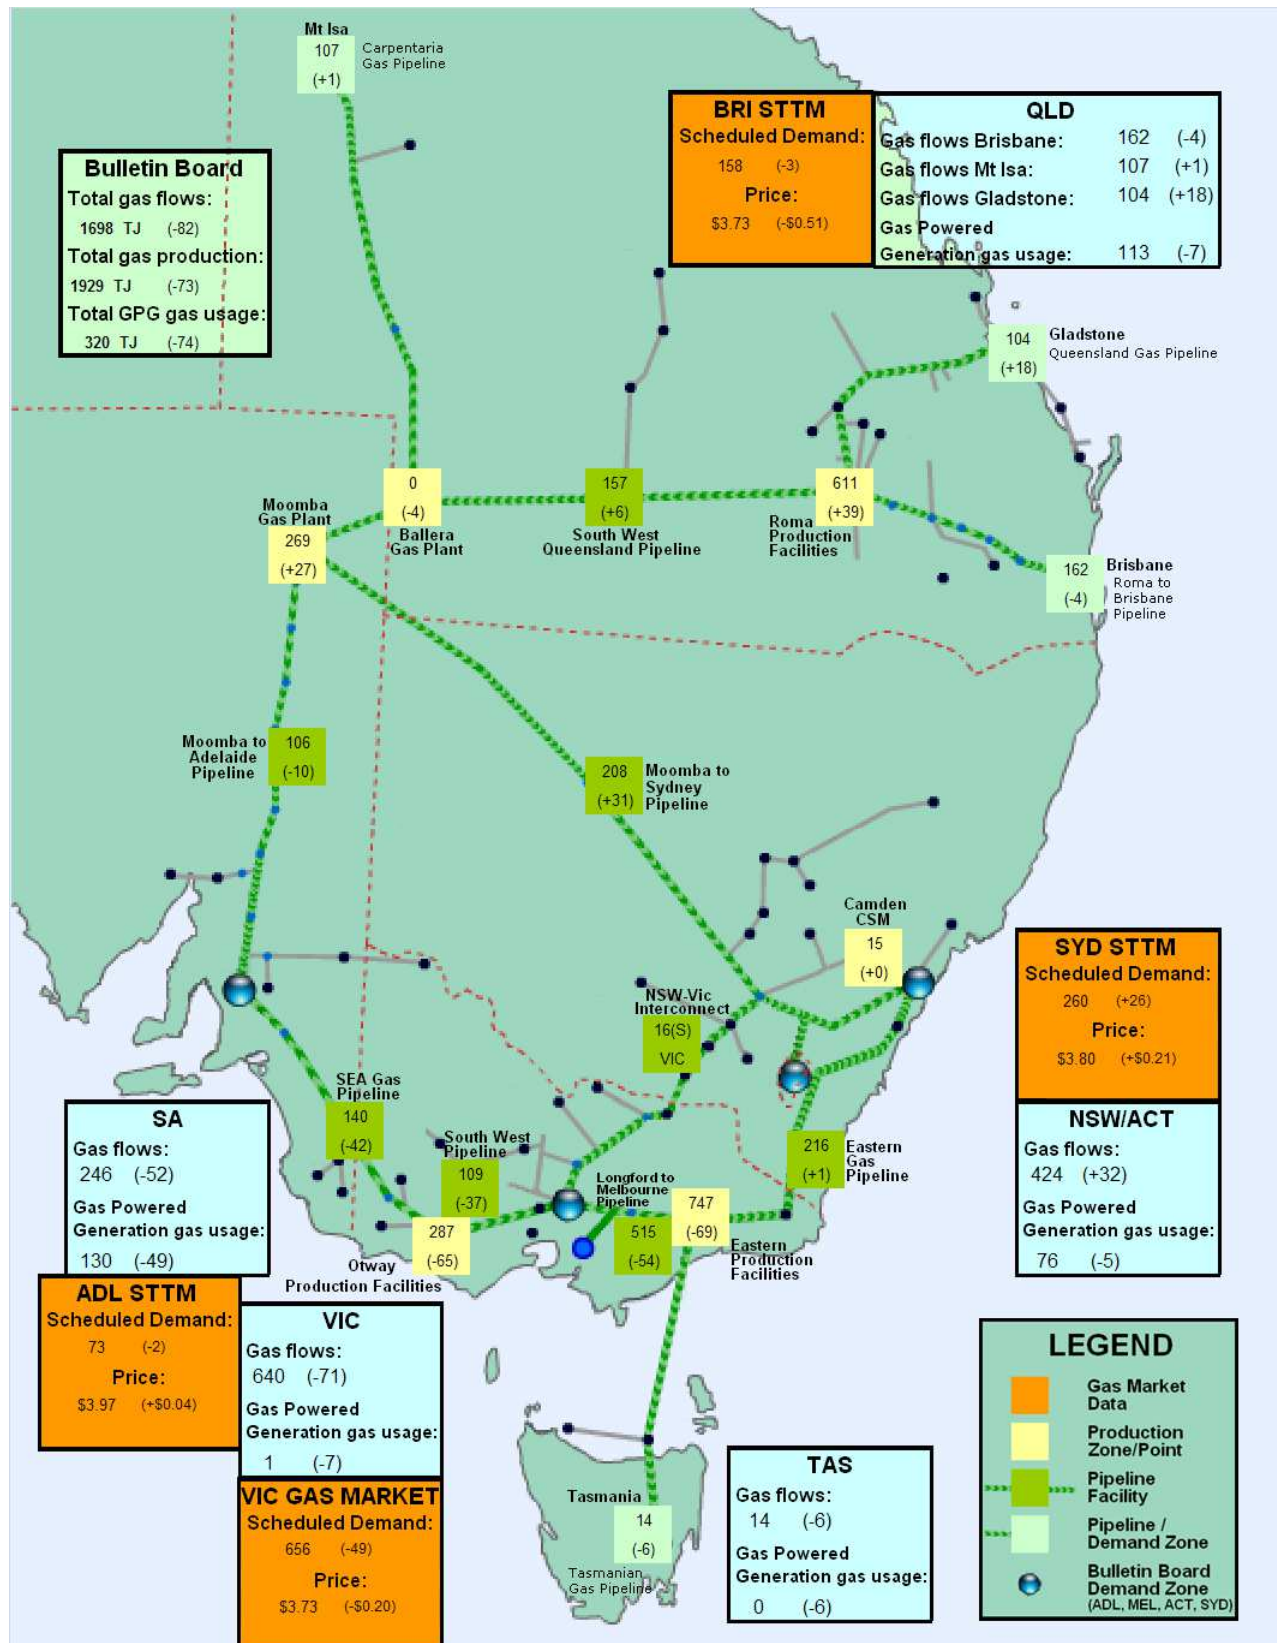 Mt Isa
107
(+1)
Carpentaria
Gas Pipeline
Bulletin Board
Total gas flows:
1698 TJ (-82)
Total gas production:
1929 TJ (-73)
Total GPG gas usage:
320 TJ (-74)
BRI STTM
Scheduled Demand:
158 (-3)
Price:
$3.73 (-$0.51)
QLD
Gas flows Brisbane: 162 (-4)
Gas flows Mt Isa: 107 (+1)
Gas flows Gladstone: 104 (+18)
Gas Powered
Generation gas usage: 113 (-7)
104
(+18)
Gladstone
Queensland Gas Pipeline
Moomba
Gas Plant
269
(+27)
0
(-4)
Ballera
Gas Plant
157
(+6)
South West
Queensland Pipeline
611
(+39)
Roma
Production
Facilities
162
(-4)
Brisbane
Roma to
Brisbane
Pipeline
Moomba to
Adelaide
Pipeline
106
(-10)
208
(+31)
Moomba to
Sydney
Pipeline
Camden
CSM
15
(+0)
NSW-Vic
Interconnect
16(S)
VIC
SYD STTM
Scheduled Demand:
260 (+26)
Price:
$3.80 (+$0.21)
NSW/ACT
Gas flows:
424 (+32)
Gas Powered
Generation gas usage:
76 (-5)
SEA Gas
Pipeline
140
(-42)
South West
Pipeline
109
(-37)
Longford to
Melbourne
Pipeline
515
(-54)
747
(-69)
Eastern
Production
Facilities
216
(+1)
Eastern
Gas
Pipeline
287
(-65)
Otway
Production Facilities
SA
Gas flows:
246 (-52)
Gas Powered
Generation gas usage:
130 (-49)
ADL STTM
Scheduled Demand:
73 (-2)
Price:
$3.97 (+$0.04)
VIC
Gas flows:
640 (-71)
Gas Powered
Generation gas usage:
1 (-7)
VIC GAS MARKET
Scheduled Demand:
656 (-49)
Price:
$3.73 (-$0.20)
Tasmania
14
(-6)
Tasmanian
Gas Pipeline
TAS
Gas flows:
14 (-6)
Gas Powered
Generation gas usage:
0 (-6)
LEGEND
Gas Market
Data
Production
Zone/Point
Pipeline
Facility
Pipeline /
Demand Zone
Bulletin Board
Demand Zone
(ADL, MEL, ACT, SYD)